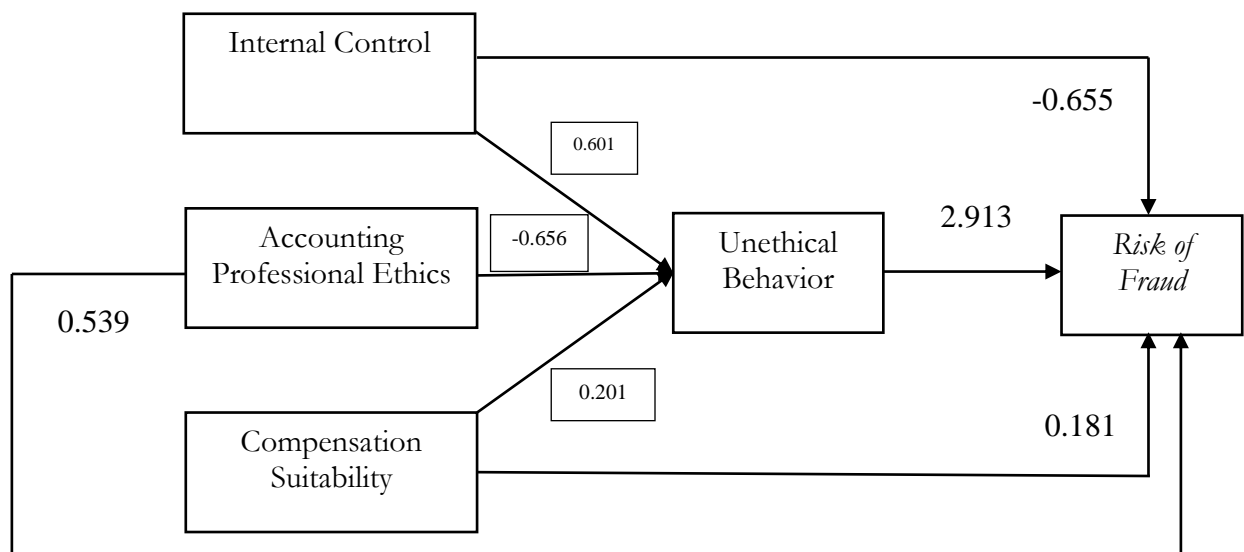 Internal Control
-0.655
0.601
Accounting
Professional Ethics
-0.656
Unethical
Behavior
2.913
Risk of
Fraud
0.539
0.201
Compensation
Suitability
0.181